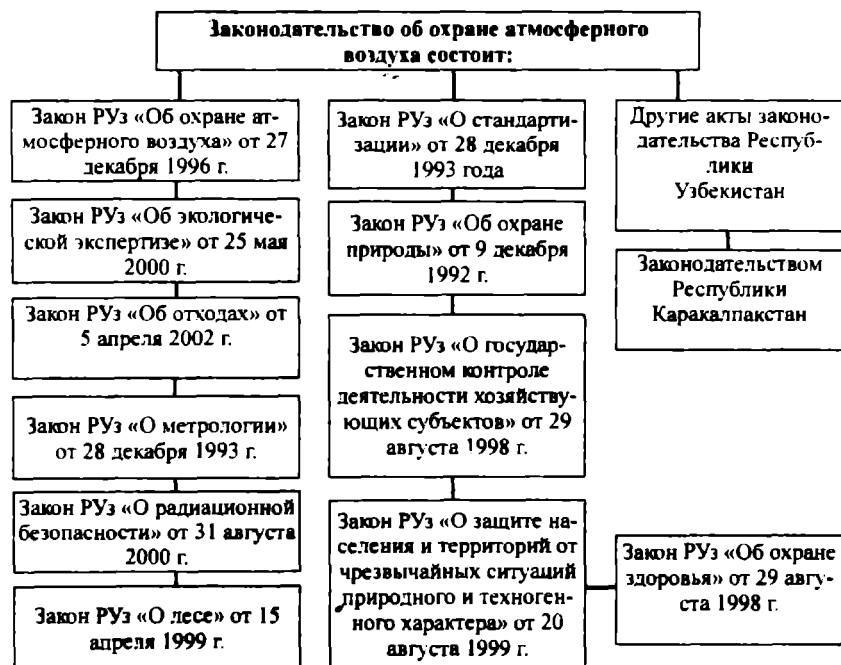 Законодательство об охране атмосферного
воздуха состоит:
Закон РУз «Об охране ат-
мосферного воздуха» от 27
декабря 1996 г.
Закон РУз «Об экологиче-
ской экспертизе» от 25 мая
2000 г.
Закон РУз «Об отходах» от
5 апреля 2002 г.
Закон РУз «О метрологии»
от 28 декабря 1993 г.
Закон РУз «О радиационной
безопасности» от 31 августа
2000 г.
Закон РУз «О лесе» от 15
апреля 1999 г.
Закон РУз «О стандарти-
зации» от 28 декабря
1993 года
Закон РУз «Об охране
природы» от 9 декабря
1992 г.
Закон РУз «О государ-
ственном контроле
деятельности хозяйству-
ющих субъектов» от 29
августа 1998 г.
Закон РУз «О защите на-
селения и территорий от
чрезвычайных ситуаций
природного и техноген-
ного характера» от 20
августа 1999 г.
Другие акты законо-
дательства Респуб-
лики
Узбекистан
Законодательством
Республики
Каракалпакстан
Закон РУз «Об охране
здоровья» от 29 авгу-
ста 1998 г.